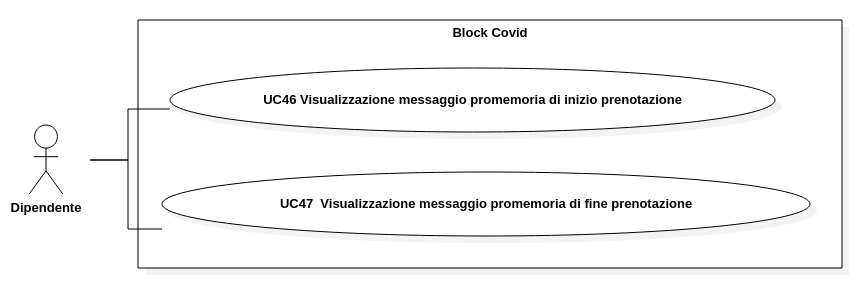 Block Covid
UC46 Visualizzazione messaggio promemoria di inizio prenotazione
UC47  Visualizzazione messaggio promemoria di fine prenotazione
Dipendente